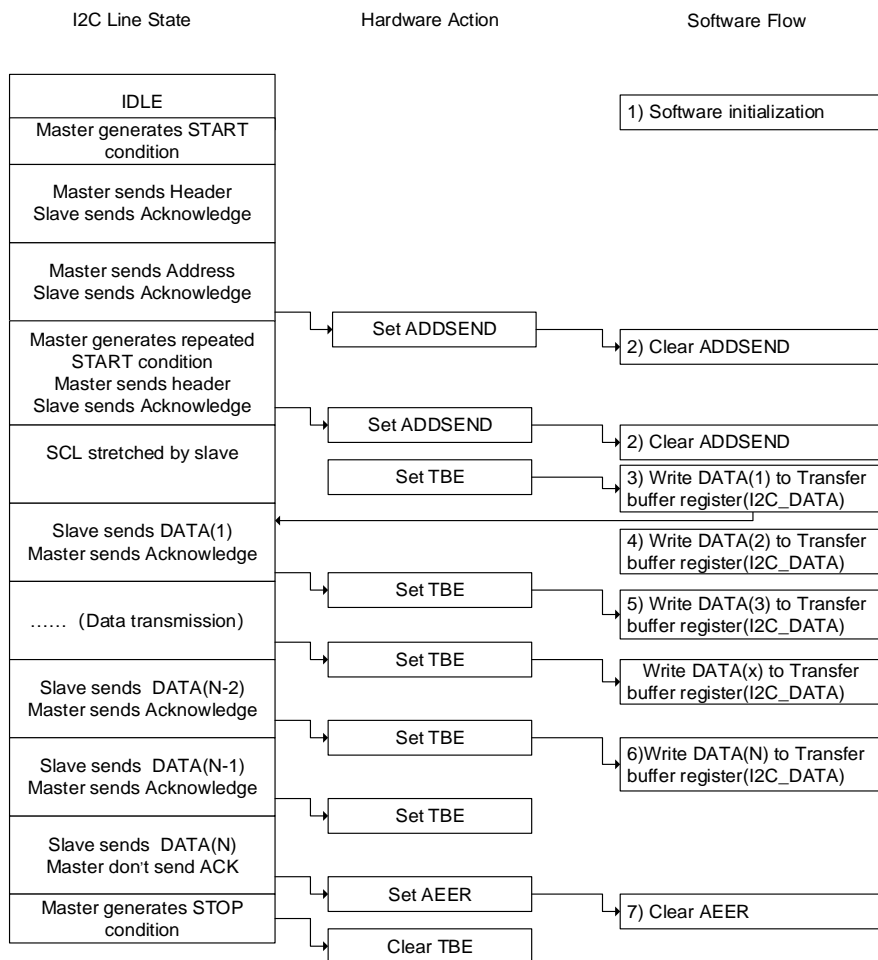 I2C Line State
Hardware Action
Software Flow
IDLE
1) Software initialization
Master generates START
condition
Master sends Header
Slave sends Acknowledge
Master sends Address
Slave sends Acknowledge
Set ADDSEND
2) Clear ADDSEND
Master generates repeated
START condition
Master sends header
Slave sends Acknowledge
Set ADDSEND
2) Clear ADDSEND
SCL stretched by slave
Set TBE
3) Write DATA(1) to Transfer
buffer register(I2C_DATA)
Slave sends DATA(1)
Master sends Acknowledge
4) Write DATA(2) to Transfer
buffer register(I2C_DATA)
Set TBE
5) Write DATA(3) to Transfer
buffer register(I2C_DATA)
…… (Data transmission)
Set TBE
Write DATA(x) to Transfer
buffer register(I2C_DATA)
Slave sends DATA(N-2)
Master sends Acknowledge
Set TBE
6)Write DATA(N) to Transfer
buffer register(I2C_DATA)
Slave sends DATA(N-1)
Master sends Acknowledge
Set TBE
Slave sends DATA(N)
Master don't send ACK
Set AEER
7) Clear AEER
Master generates STOP
condition
Clear TBE